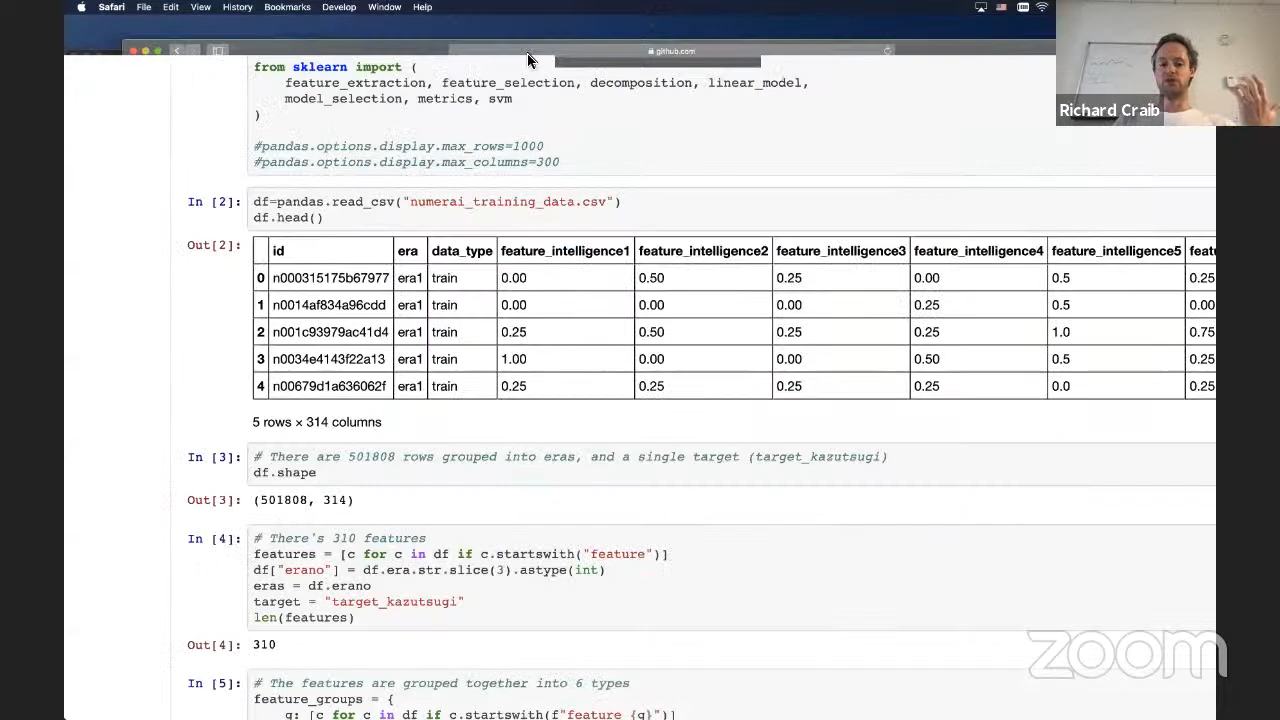 Safari File Edit View History Bookmarks Develop Window Help
github.com
from sklearn import (
feature_extraction, feature_selection, decomposition, linear_model,
model_selection, metrics, svm
)
Richard Craib
#pandas.options.display.max_rows=1000
#pandas.options.display.max_columns=300
In [2]: df=pandas.read_csv("numerai_training_data.csv")
df.head()
Out[2]:
id era data_type feature_intelligence1 feature_intelligence2 feature_intelligence3 feature_intelligence4 feature_intelligence5 featu
0 n000315175b67977 era1 train 0.00 0.50 0.25 0.00 0.5 0.25
1 n0014af834a96cdd era1 train 0.00 0.00 0.00 0.25 0.5 0.00
2 n001c93979ac41d4 era1 train 0.25 0.50 0.25 0.25 1.0 0.75
3 n0034e4143f22a13 era1 train 1.00 0.00 0.00 0.50 0.5 0.25
4 n00679d1a636062f era1 train 0.25 0.25 0.25 0.25 0.0 0.25
5 rows × 314 columns
In [3]: # There are 501808 rows grouped into eras, and a single target (target_kazutsugi)
df.shape
Out[3]: (501808, 314)
In [4]: # There's 310 features
features = [c for c in df if c.startswith("feature")]
df["erano"] = df.era.str.slice(3).astype(int)
eras = df.erano
target = "target_kazutsugi"
len(features)
Out[4]: 310
zoom
In [5]: # The features are grouped together into 6 types
feature_groups = {
g: [c for c in df if c.startswith(f"feature_{g}")]